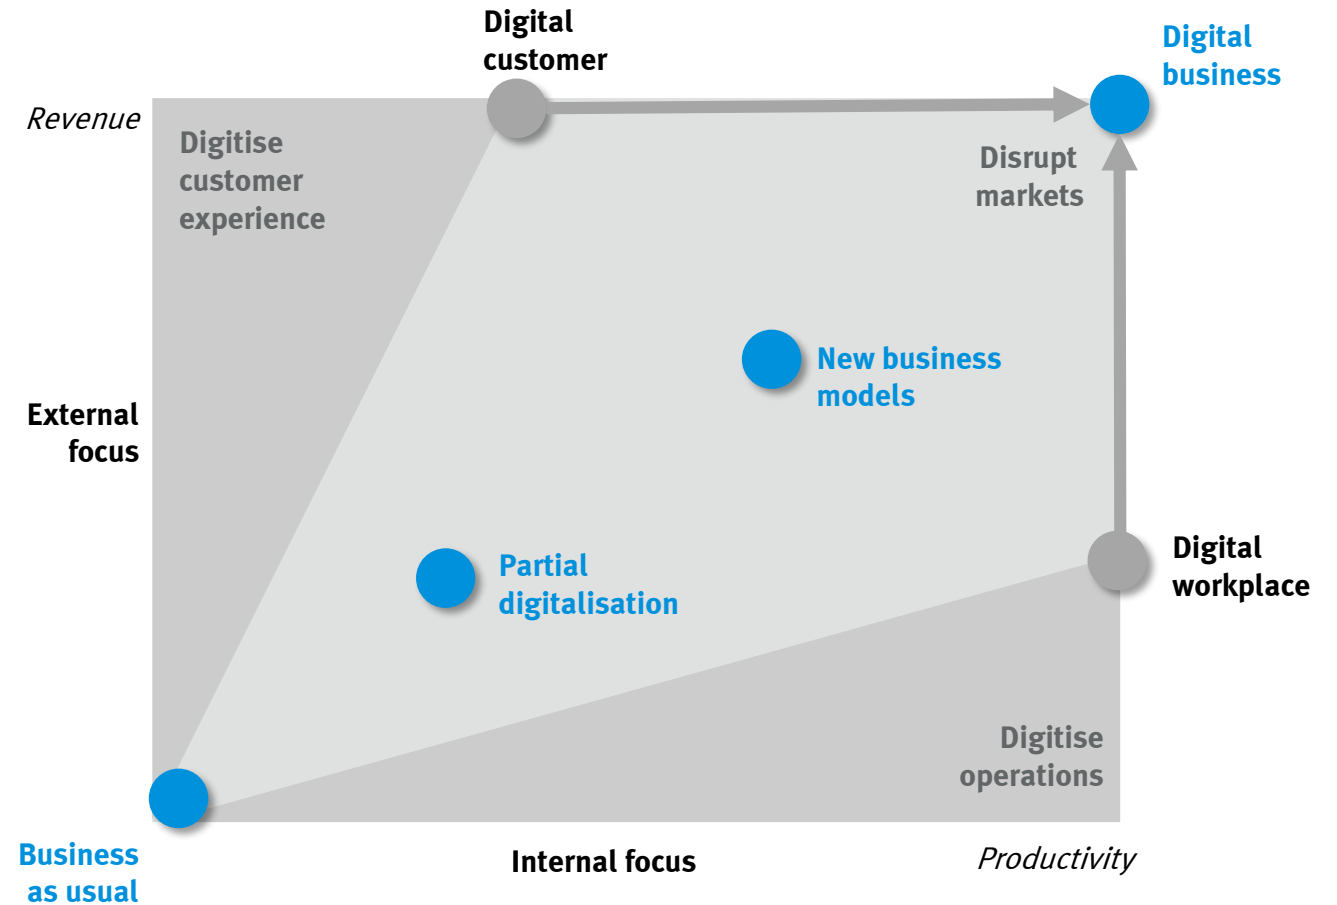 Digital
customer
Digital
business
Revenue
Digitise
customer
experience
Disrupt
markets
New business
models
External
focus
Partial
digitalisation
Digital
workplace
Digitise
operations
Business
as usual
Internal focus
Productivity